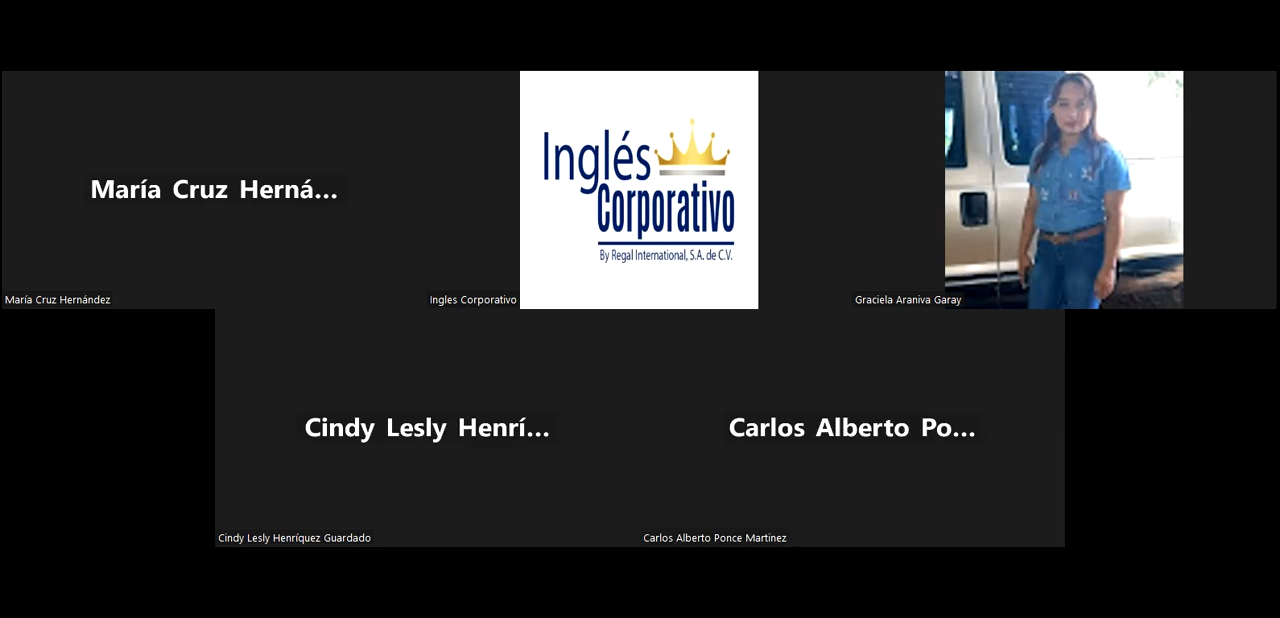 María Cruz Herná...
María Cruz Hernández
Inglés
Corporativo
By Regal International, S.A. de C.V.
Ingles Corporativo
Graciela Araniva Garay
Cindy Lesly Henrí...
Cindy Lesly Henríquez Guardado
Carlos Alberto Po...
Carlos Alberto Ponce Martinez